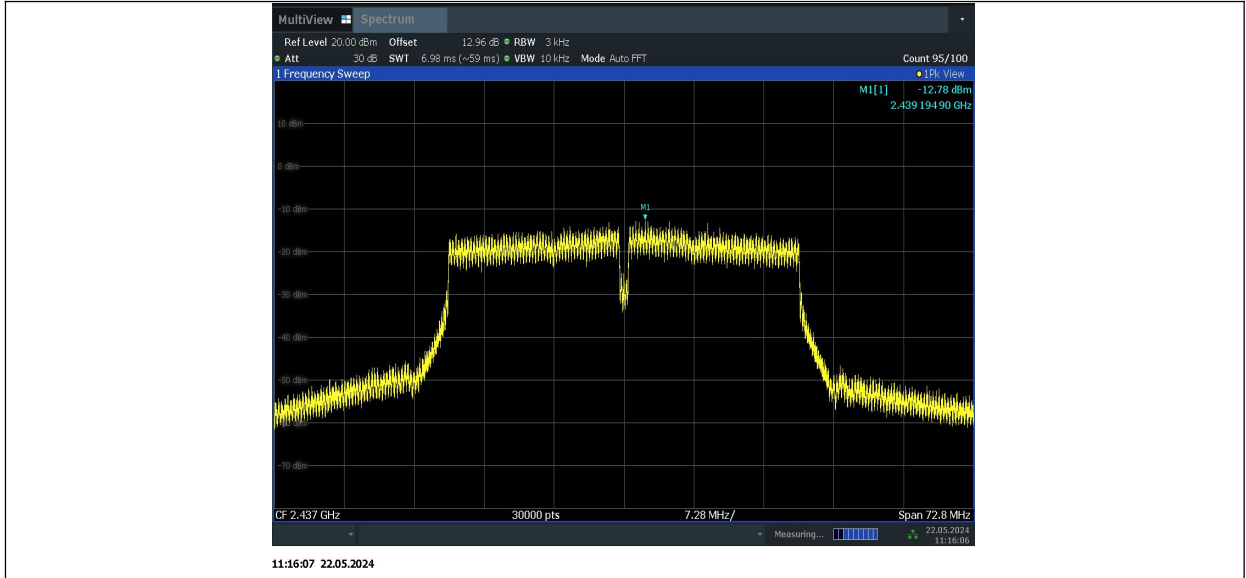 MultiView Spectrum
Ref Level 20.00 dBm Offset 12.96 dB RBW 3 kHz
Att 30 dB SWT 6.98 ms (~59 ms) VBW 10 kHz Mode Auto FFT Count 95/100
1 Frequency Sweep 1Pk View
M1[1] -12.78 dBm
2.439 194 90 GHz
10 dBm
0 dBm
-10 dBm
M1
-20 dBm
-30 dBm
-40 dBm
-50 dBm
-70 dBm
CF 2.437 GHz 30000 pts 7.28 MHz/ Span 72.8 MHz
Measuring... 22.05.2024
11:16:06
11:16:07 22.05.2024